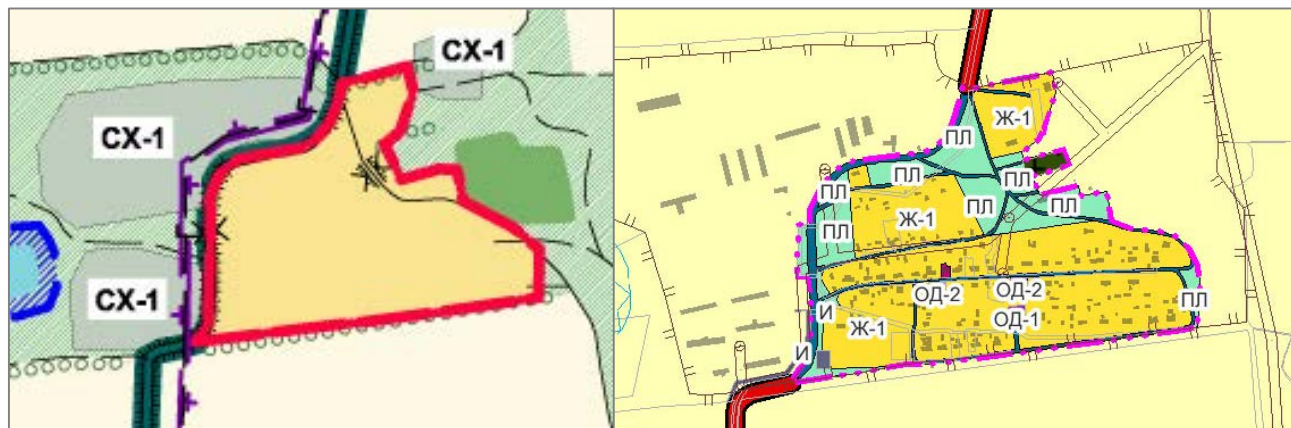 СХ-1
СХ-1
СХ-1
Ж-1
ПЛ
ПЛ
ПЛ
ПЛ
ПЛ
ПЛ
ПЛ
Ж-1
ОД-2
ОД-2
ПЛ
И
ОД-1
Ж-1
И